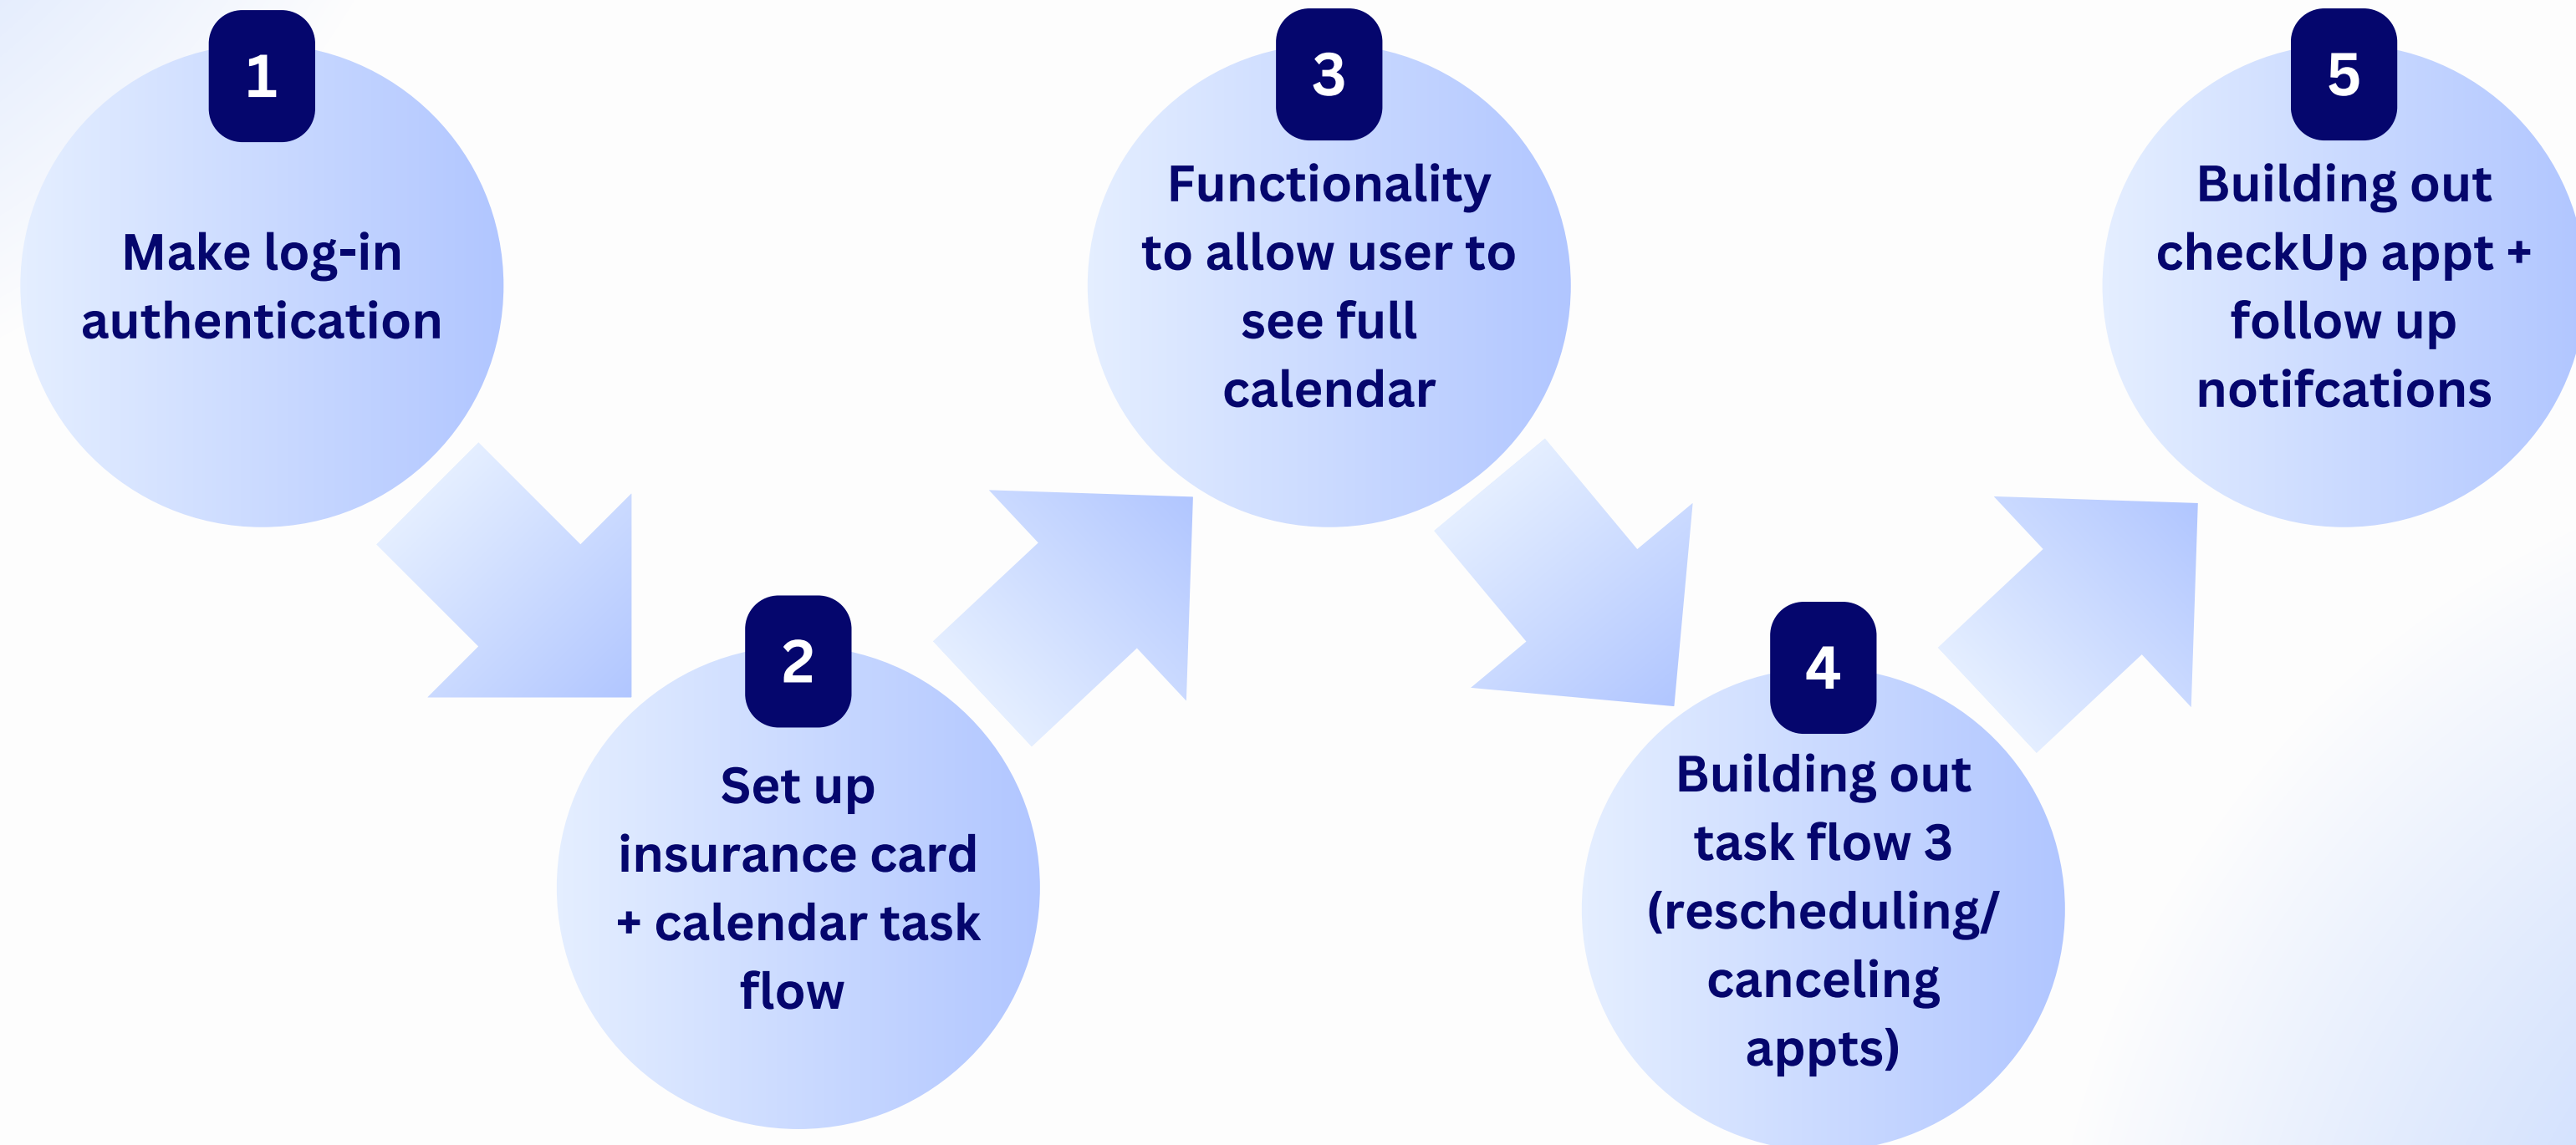 1
Make log-in
authentication
2
Set up
insurance card
+ calendar task
flow
3
Functionality
to allow user to
see full
calendar
4
Building out
task flow 3
(rescheduling/
canceling
appts)
5
Building out
checkUp appt +
follow up
notifcations